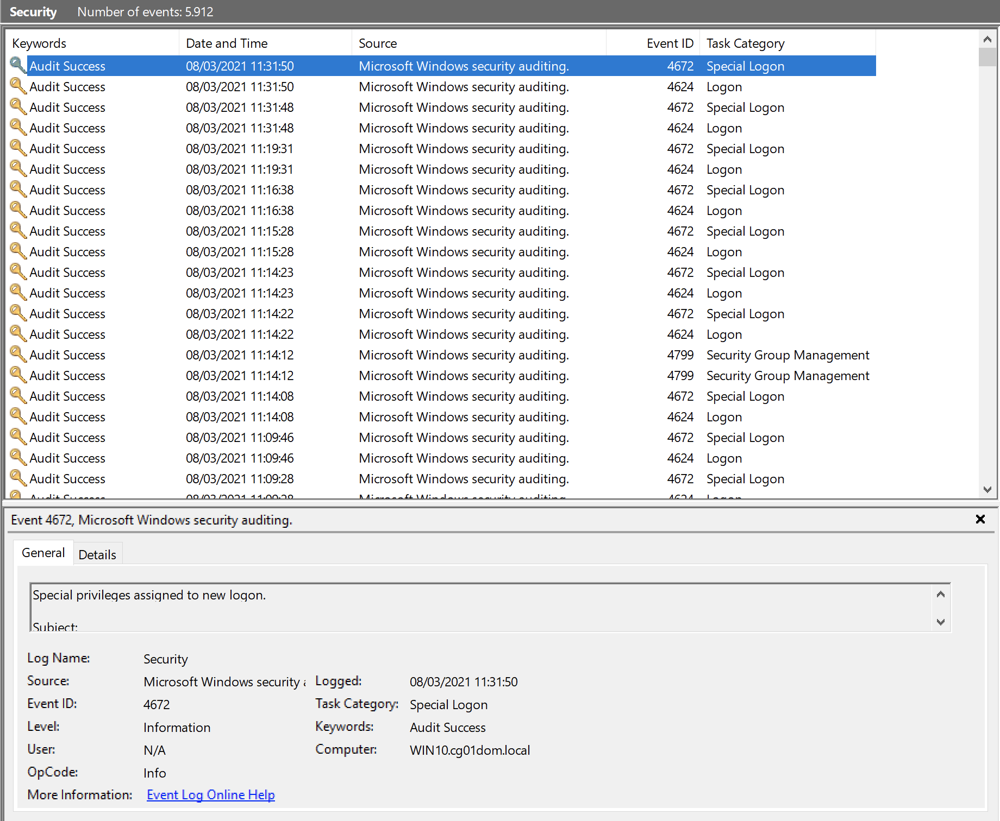 Security Number of events: 5.912
Keywords Date and Time Source Event ID Task Category
Audit Success 08/03/2021 11:31:50 Microsoft Windows security auditing. 4672 Special Logon
Audit Success 08/03/2021 11:31:50 Microsoft Windows security auditing. 4624 Logon
Audit Success 08/03/2021 11:31:48 Microsoft Windows security auditing. 4672 Special Logon
Audit Success 08/03/2021 11:31:48 Microsoft Windows security auditing. 4624 Logon
Audit Success 08/03/2021 11:19:31 Microsoft Windows security auditing. 4672 Special Logon
Audit Success 08/03/2021 11:19:31 Microsoft Windows security auditing. 4624 Logon
Audit Success 08/03/2021 11:16:38 Microsoft Windows security auditing. 4672 Special Logon
Audit Success 08/03/2021 11:16:38 Microsoft Windows security auditing. 4624 Logon
Audit Success 08/03/2021 11:15:28 Microsoft Windows security auditing. 4672 Special Logon
Audit Success 08/03/2021 11:15:28 Microsoft Windows security auditing. 4624 Logon
Audit Success 08/03/2021 11:14:23 Microsoft Windows security auditing. 4672 Special Logon
Audit Success 08/03/2021 11:14:23 Microsoft Windows security auditing. 4624 Logon
Audit Success 08/03/2021 11:14:22 Microsoft Windows security auditing. 4672 Special Logon
Audit Success 08/03/2021 11:14:22 Microsoft Windows security auditing. 4624 Logon
Audit Success 08/03/2021 11:14:12 Microsoft Windows security auditing. 4799 Security Group Management
Audit Success 08/03/2021 11:14:12 Microsoft Windows security auditing. 4799 Security Group Management
Audit Success 08/03/2021 11:14:08 Microsoft Windows security auditing. 4672 Special Logon
Audit Success 08/03/2021 11:14:08 Microsoft Windows security auditing. 4624 Logon
Audit Success 08/03/2021 11:09:46 Microsoft Windows security auditing. 4672 Special Logon
Audit Success 08/03/2021 11:09:46 Microsoft Windows security auditing. 4624 Logon
Audit Success 08/03/2021 11:09:28 Microsoft Windows security auditing. 4672 Special Logon
Audit Success 08/03/2021 11:09:28 Microsoft Windows security auditing. 4624 Logon
Event 4672, Microsoft Windows security auditing.
General Details
Special privileges assigned to new logon.
Subject:
Log Name: Security
Source: Microsoft Windows security Logged: 08/03/2021 11:31:50
Event ID: 4672 Task Category: Special Logon
Level: Information Keywords: Audit Success
User: N/A Computer: WIN10.cg01dom.local
OpCode: Info
More Information: Event Log Online Help